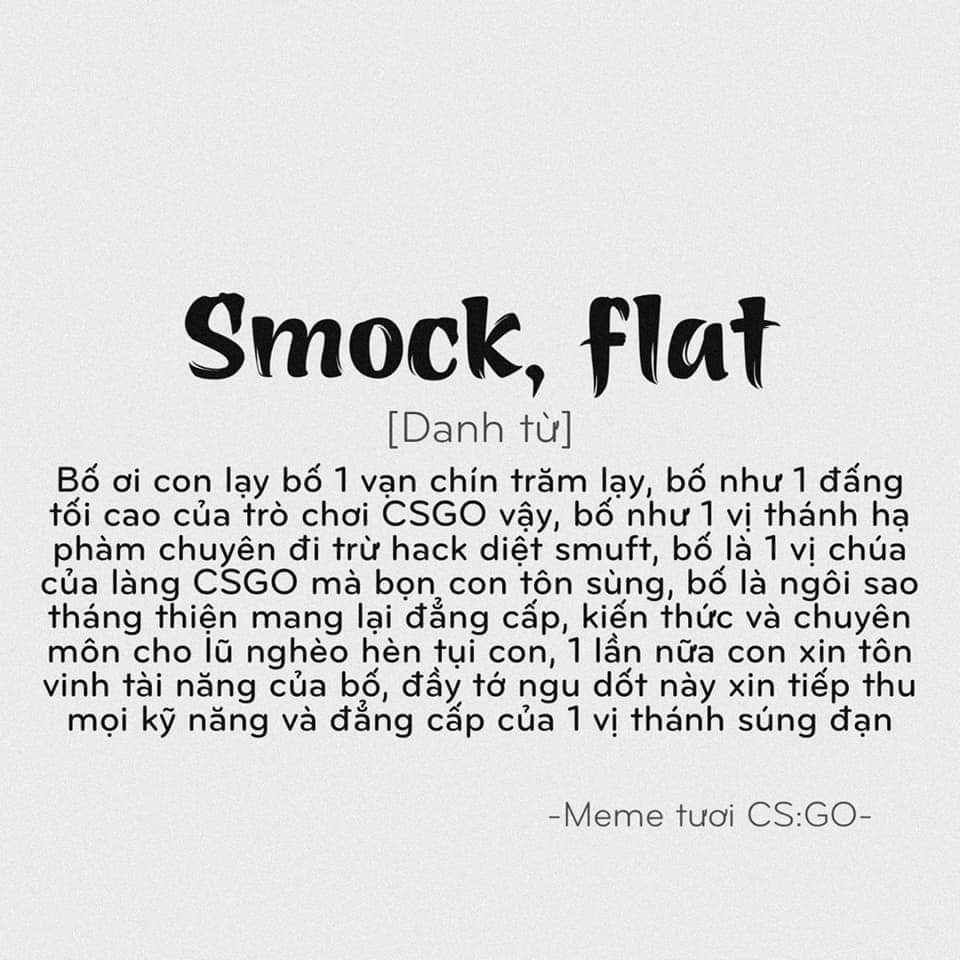 Smock, flat
[Danh từ]
Bố ơi con lạy bố 1 vạn chín trăm lạy, bố như 1 đấng
tối cao của trò chơi CSGO vậy, bố như 1 vị thánh hạ
phàm chuyên đi trừ hack diệt smuft, bố là 1 vị chúa
của làng CSGO mà bọn con tôn sùng, bố là ngôi sao
tháng thiện mang lại đẳng cấp, kiến thức và chuyên
môn cho lũ nghèo hèn tụi con, 1 lần nữa con xin tôn
vinh tài năng của bố, đầy tớ ngu dốt này xin tiếp thu
mọi kỹ năng và đẳng cấp của 1 vị thánh súng đạn
-Meme tươi CS:GO-